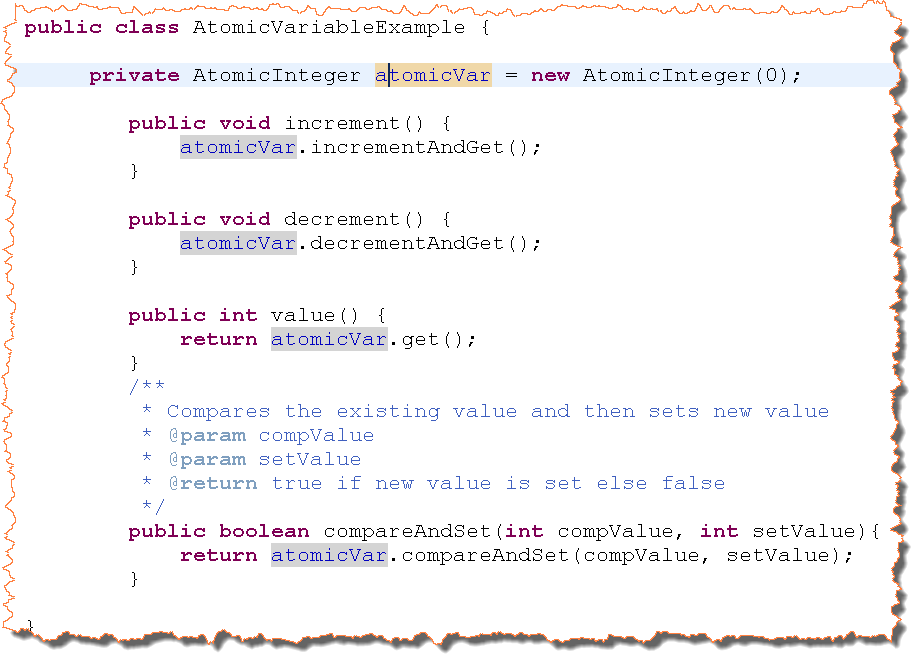 public class AtomicVariableExample {
private AtomicInteger atomicVar = new AtomicInteger(0);
public void increment() {
atomicVar.incrementAndGet();
}
public void decrement() {
atomicVar.decrementAndGet();
}
public int value() {
return atomicVar.get();
}
/**
* Compares the existing value and then sets new value
* @param compValue
* @param setValue
* @return true if new value is set else false
*/
public boolean compareAndSet(int compValue, int setValue){
return atomicVar.compareAndSet(compValue, setValue);
}
}